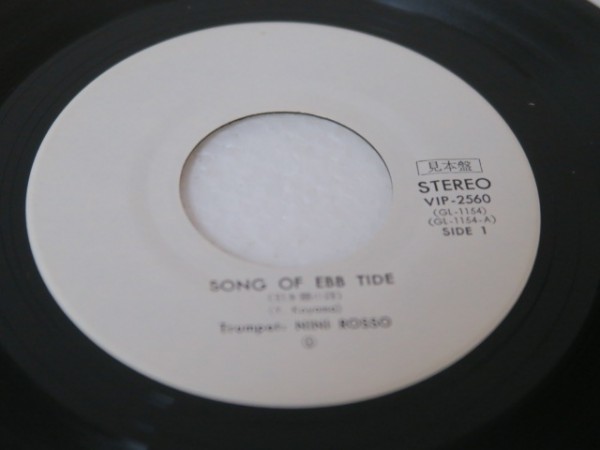 見本盤
STEREO
VIP-2560
(GL-1154)
(GL-1154-A)
SIDE 1
SONG OF EBB TIDE
Trumpet: NINI ROSSO
Ⓟ